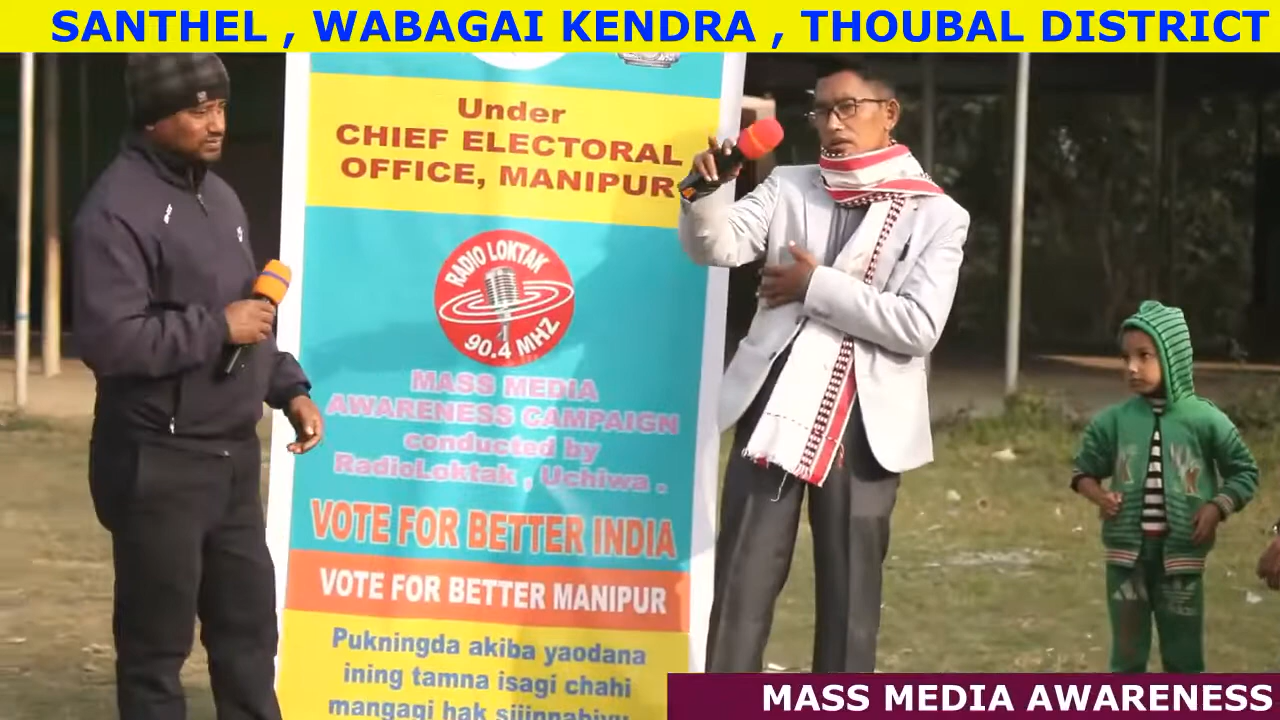 SANTHEL , WABAGAI KENDRA , THOUBAL DISTRICT
Under
CHIEF ELECTORAL
OFFICE, MANIPUR
RADIO LOKTAK
90.4 MHZ
MASS MEDIA
AWARENESS CAMPAIGN
conducted by
RadioLoktak , Uchiwa .
VOTE FOR BETTER INDIA
VOTE FOR BETTER MANIPUR
Pukningda akiba yaodana
ining tamna isagi chahi
mangagi hak sijinnabiyu
MASS MEDIA AWARENESS